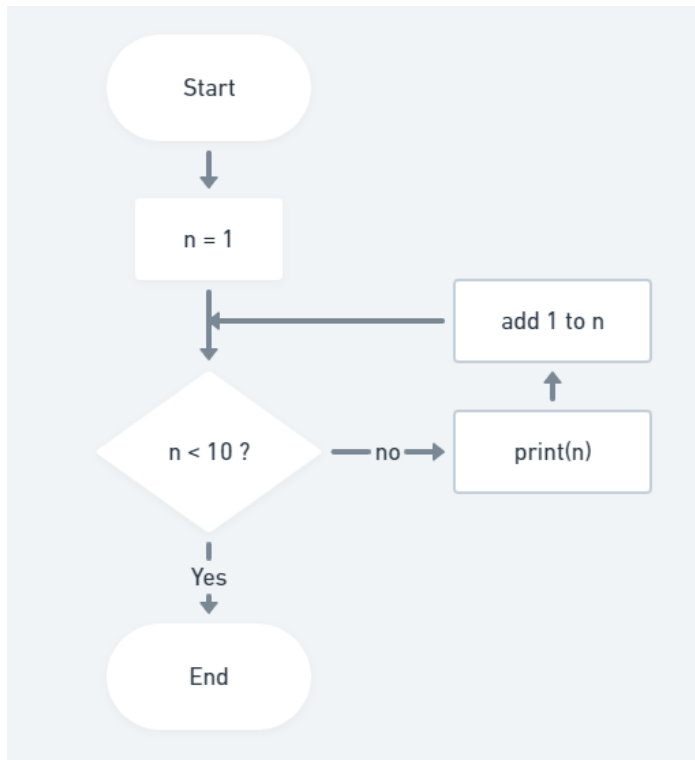 Start
n = 1
add 1 to n
n < 10 ?
no
print(n)
Yes
End